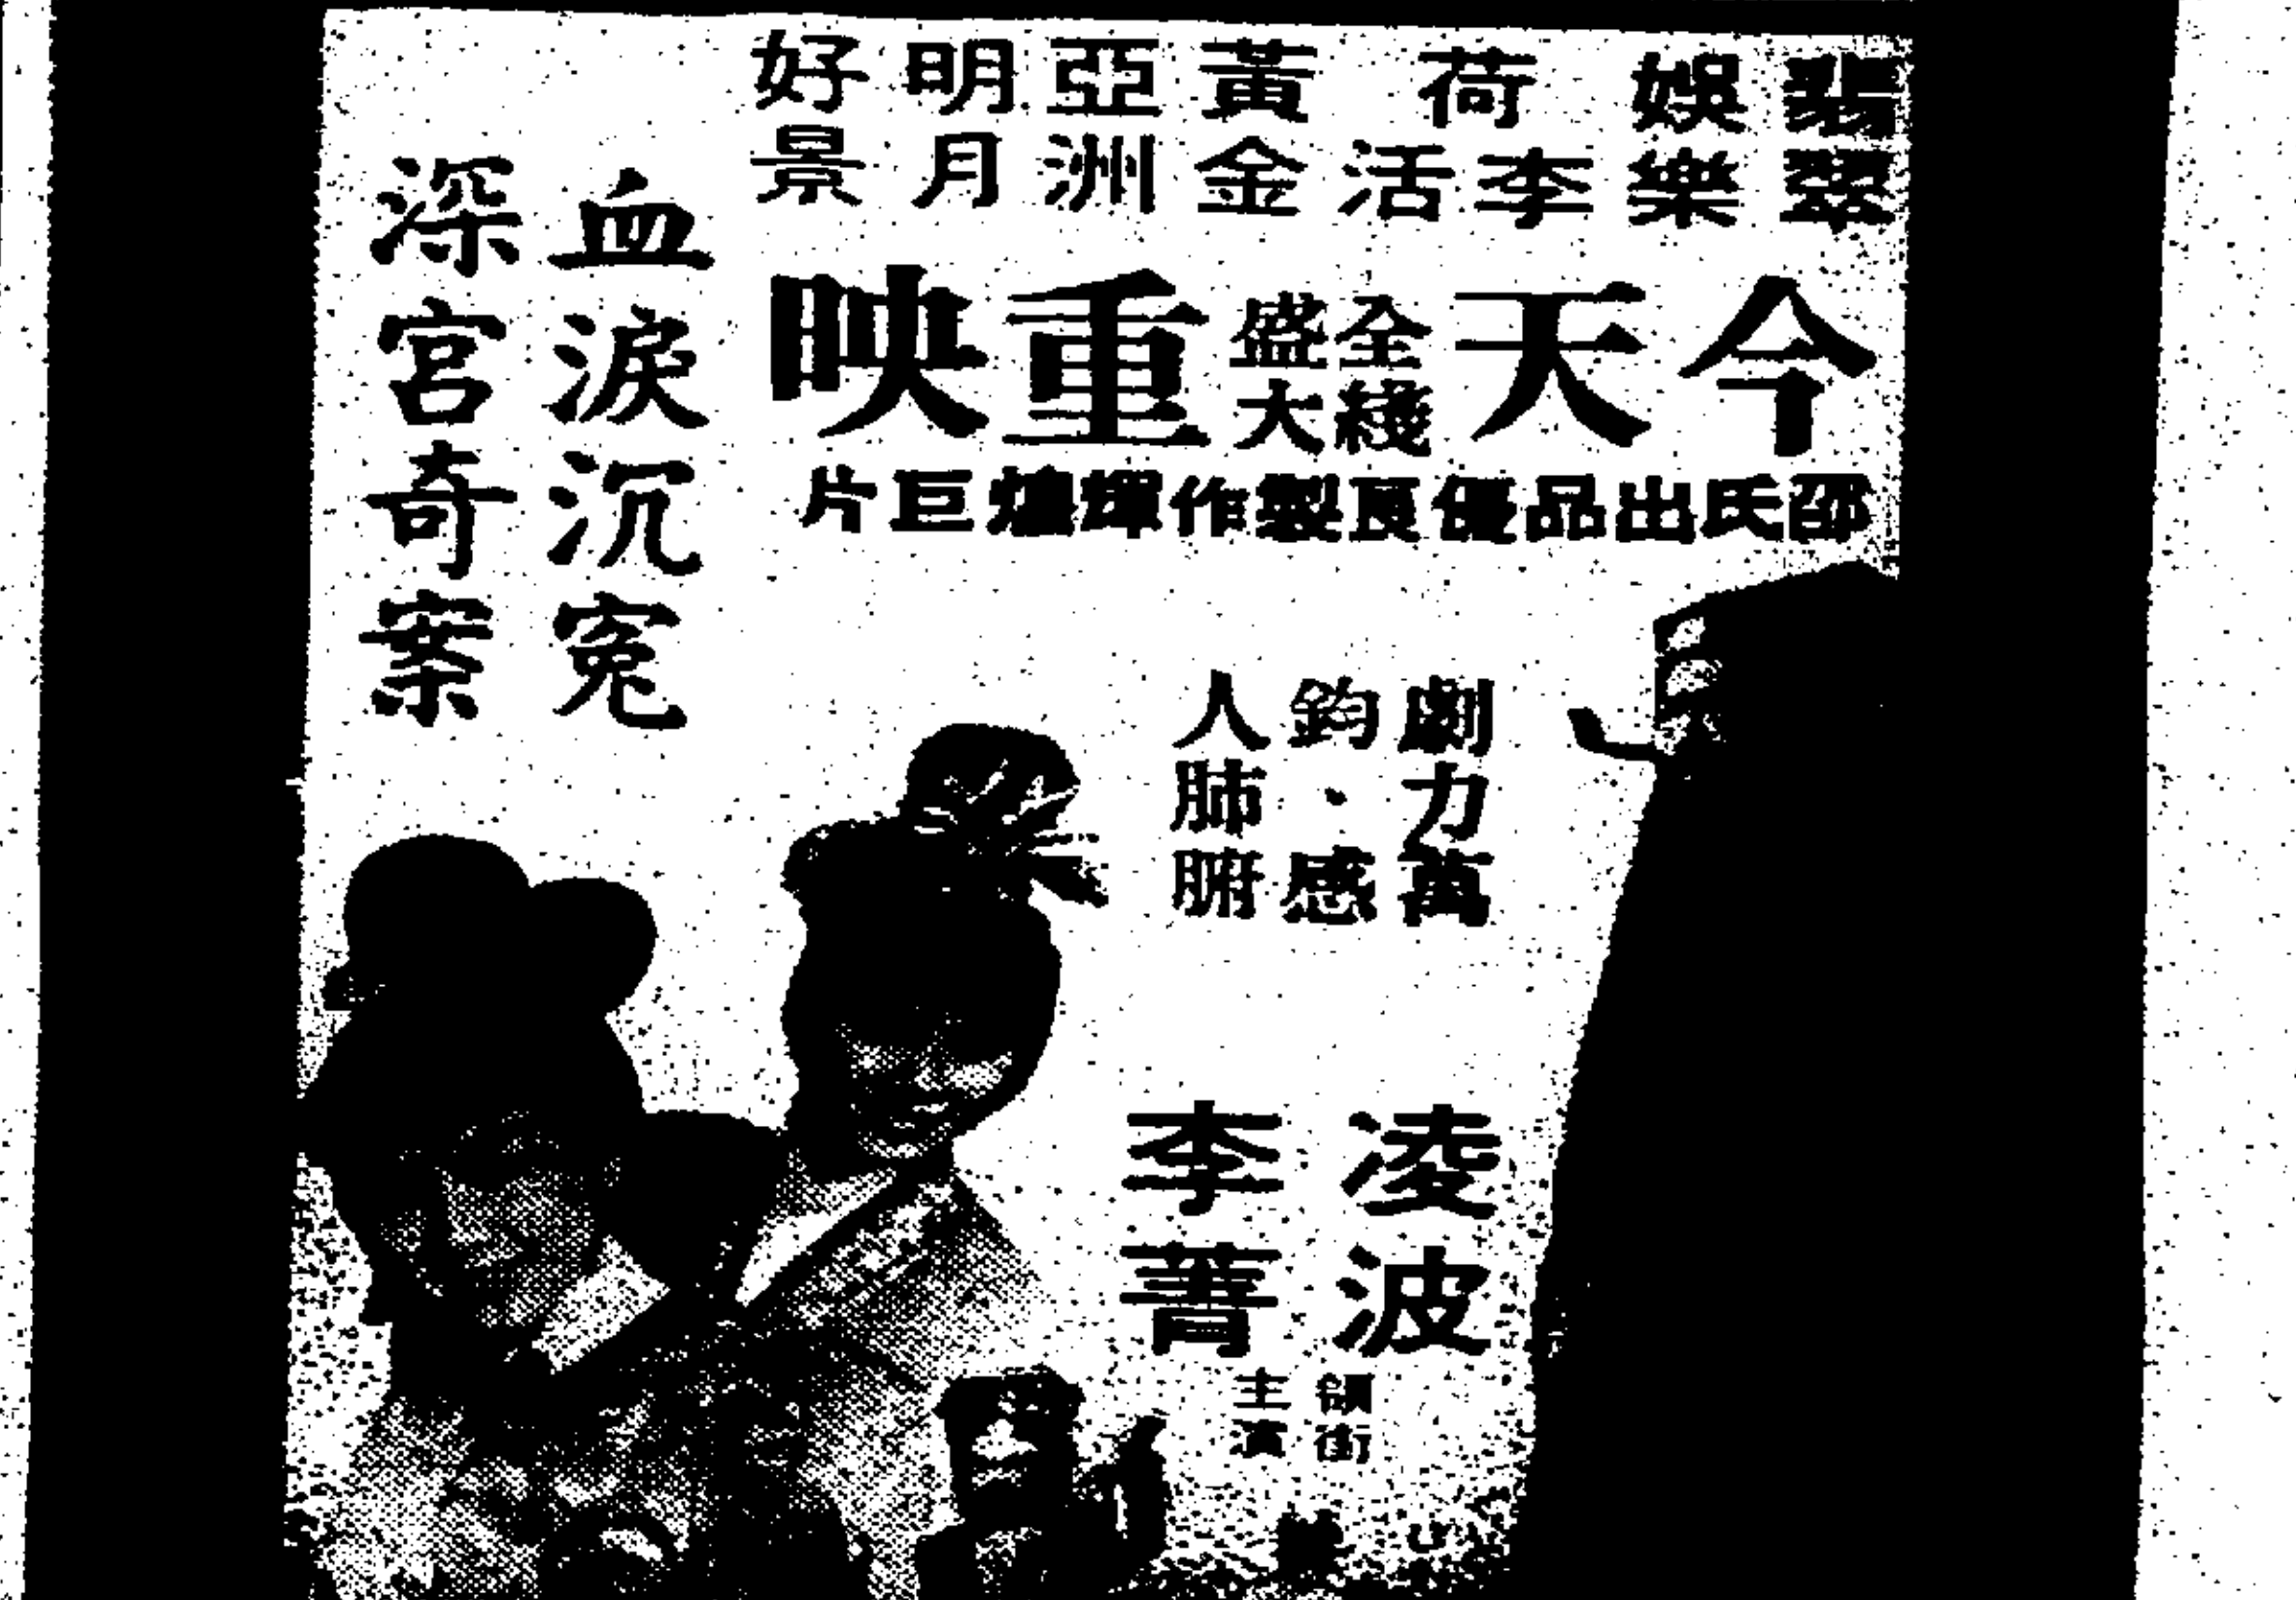 翡翠
娛樂
荷李活
黃金
亞洲
明月
好景
今天全綫盛大重映
邵氏出品優良製作輝煌巨片
血淚沉冤
深宮奇案
劇力萬
鈞·感
人肺腑
凌波
李菁
領銜
主演